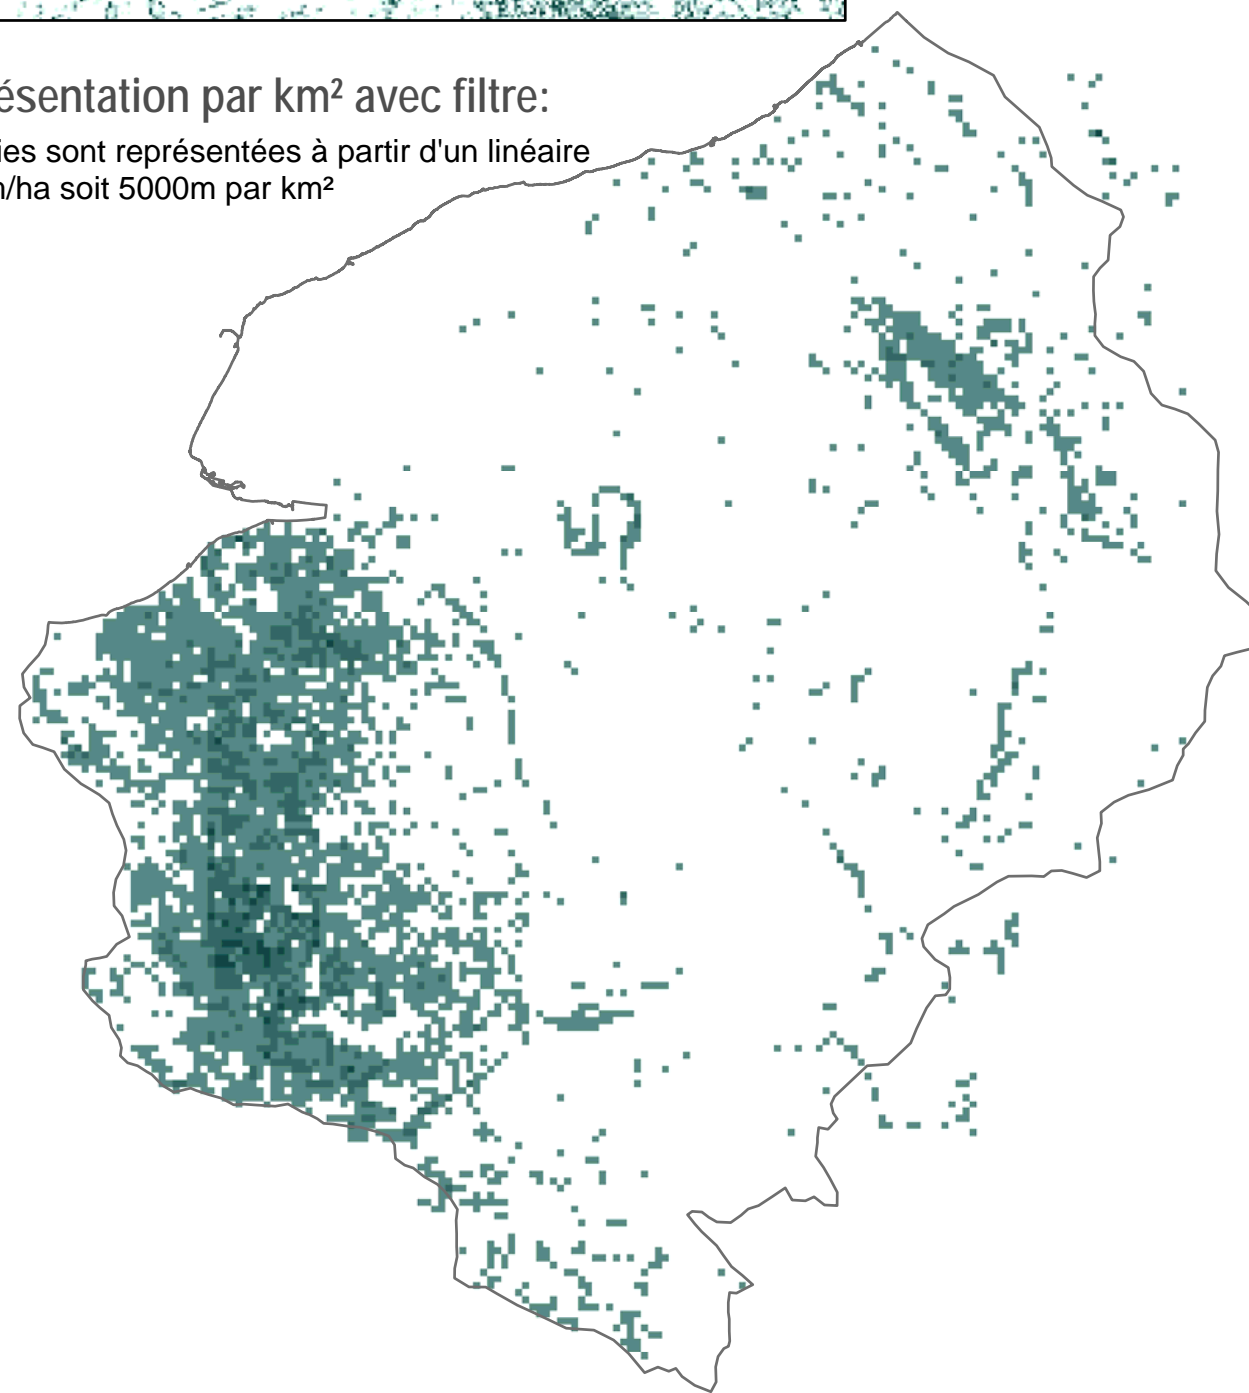 ésentation par km² avec filtre:
ies sont représentées à partir d'un linéaire
/ha soit 5000m par km²